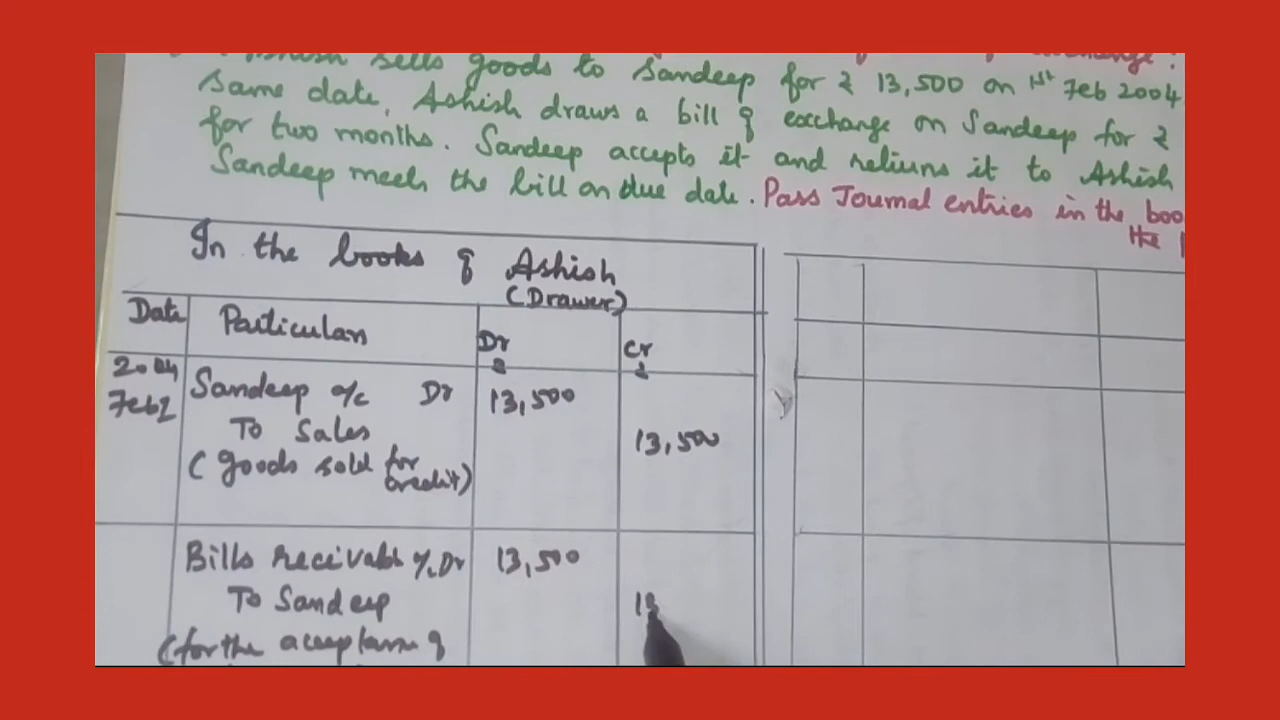 Ashish sells goods to Sandeep for ₹ 13,500 on 1st Feb 2004
Same date, Ashish draws a bill of exchange on Sandeep for ₹
for two months. Sandeep accepts it and returns it to Ashish
Sandeep meets the bill on due date. Pass Journal entries in the boo
the
In the books of Ashish
(Drawer)
Date Particulars Dr ₹ Cr ₹
2004
Feb 1 Sandeep a/c Dr 13,500
To Sales 13,500
(goods sold for
credit)
Bills receivable a/c Dr 13,500
To Sandeep 13
(for the acceptance of